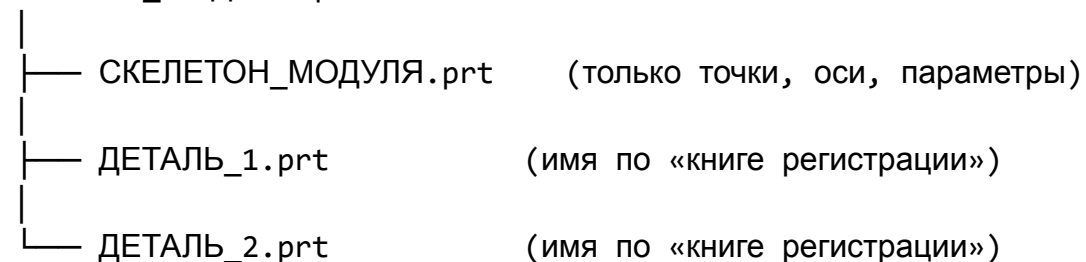 │
├── СКЕЛЕТОН_МОДУЛЯ.prt (только точки, оси, параметры)
│
├── ДЕТАЛЬ_1.prt (имя по «книге регистрации»)
│
└── ДЕТАЛЬ_2.prt (имя по «книге регистрации»)